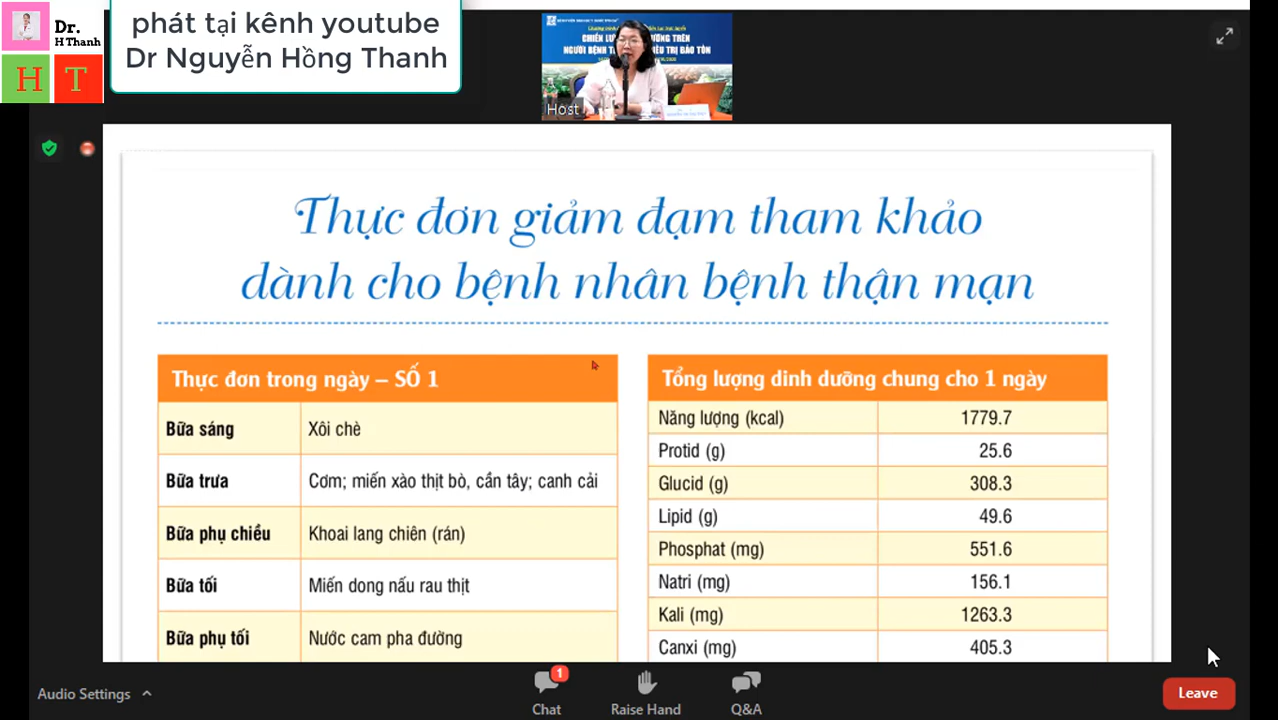 Dr.
H Thanh
H T
phát tại kênh youtube
Dr Nguyễn Hồng Thanh
NGƯỜI BỆNH
Host
Thực đơn giảm đạm tham khảo
dành cho bệnh nhân bệnh thận mạn
Thực đơn trong ngày – SỐ 1
Bữa sáng Xôi chè
Bữa trưa Cơm; miến xào thịt bò, cần tây; canh cải
Bữa phụ chiều Khoai lang chiên (rán)
Bữa tối Miến dong nấu rau thịt
Bữa phụ tối Nước cam pha đường
Tổng lượng dinh dưỡng chung cho 1 ngày
Năng lượng (kcal) 1779.7
Protid (g) 25.6
Glucid (g) 308.3
Lipid (g) 49.6
Phosphat (mg) 551.6
Natri (mg) 156.1
Kali (mg) 1263.3
Canxi (mg) 405.3
Audio Settings
1
Chat
Raise Hand
Q&A
Leave